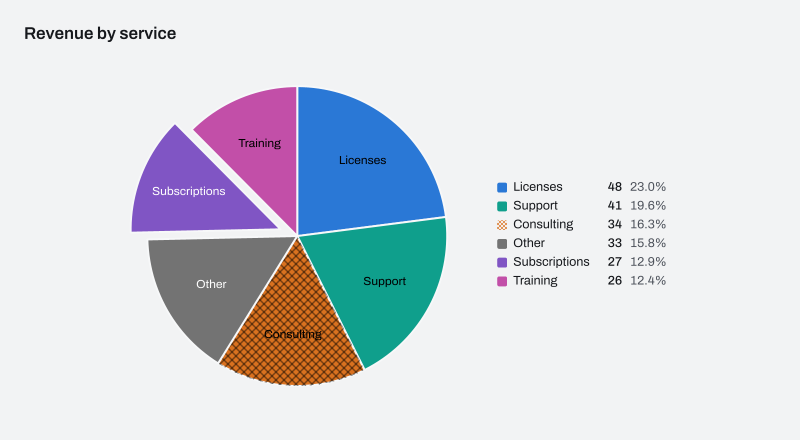 Revenue by service
Training
Licenses
Subscriptions
Support
Other
Consulting
Licenses 48 23.0%
Support 41 19.6%
Consulting 34 16.3%
Other 33 15.8%
Subscriptions 27 12.9%
Training 26 12.4%